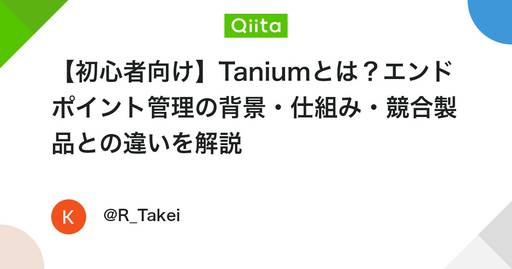 Qiita
【初心者向け】Taniumとは？エンド
ポイント管理の背景・仕組み・競合製
品との違いを解説
K
@R_Takei